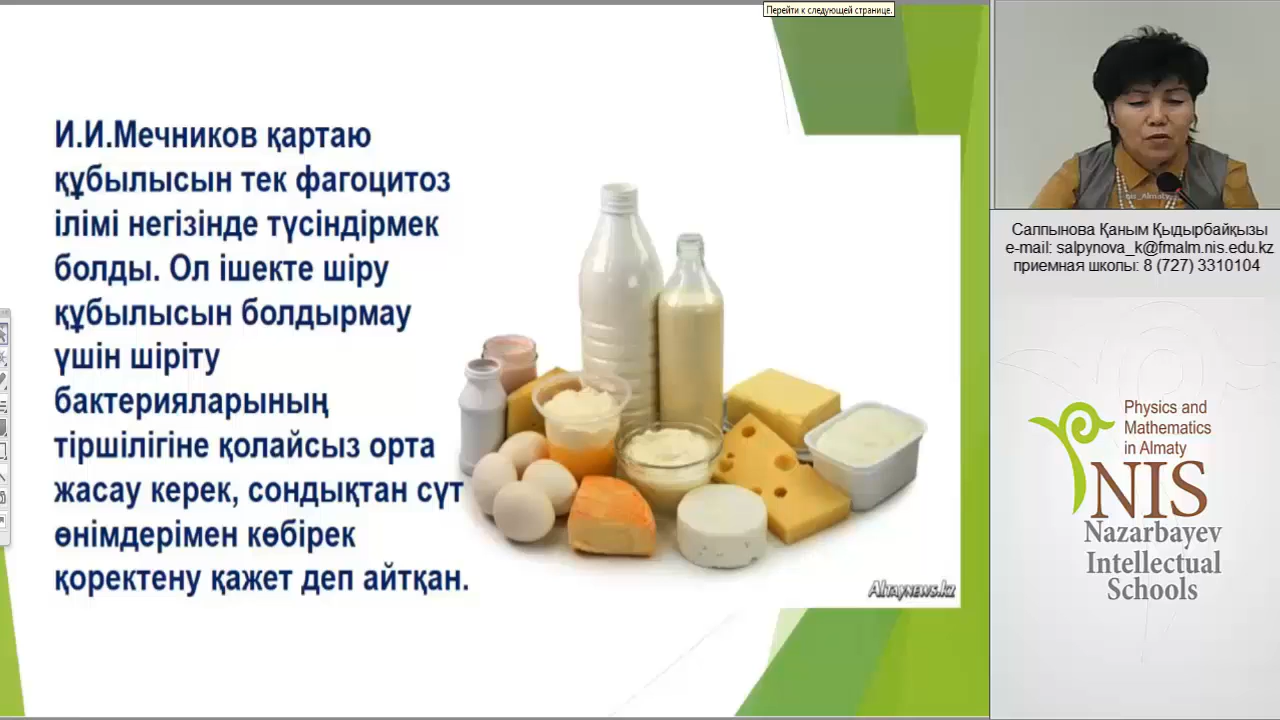 Перейти к следующей странице.
И.И.Мечников қартаю
құбылысын тек фагоцитоз
ілімі негізінде түсіндірмек
болды. Ол ішекте шіру
құбылысын болдырмау
үшін шіріту
бактерияларының
тіршілігіне қолайсыз орта
жасау керек, сондықтан сүт
өнімдерімен көбірек
қоректену қажет деп айтқан.
Altaynews.kz
nis_Almaty
Салпынова Қаным Қыдырбайқызы
e-mail: salpynova_k@fmalm.nis.edu.kz
приемная школы: 8 (727) 3310104
Physics and
Mathematics
in Almaty
NIS
Nazarbayev
Intellectual
Schools